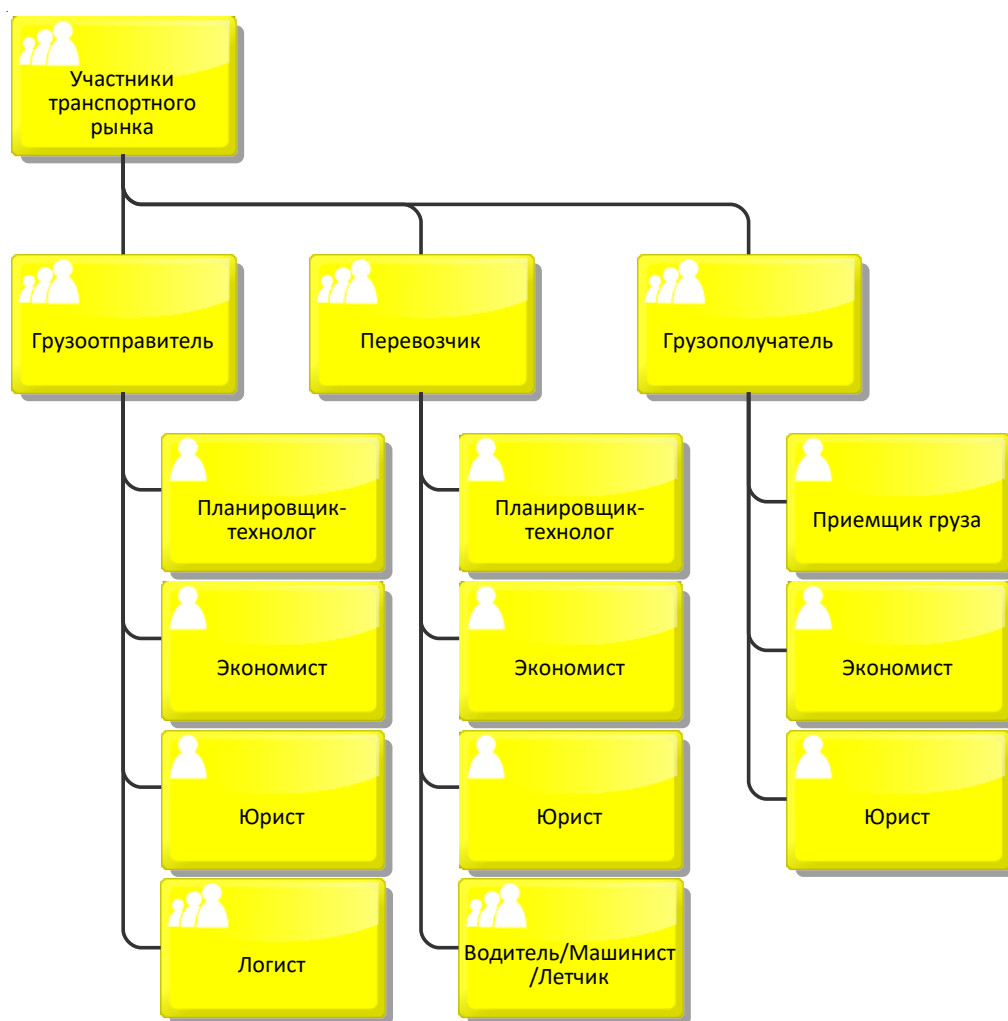 Участники
транспортного
рынка
Грузоотправитель
Перевозчик
Грузополучатель
Планировщик-
технолог
Планировщик-
технолог
Приемщик груза
Экономист
Экономист
Экономист
Юрист
Юрист
Юрист
Логист
Водитель/Машинист
/Летчик